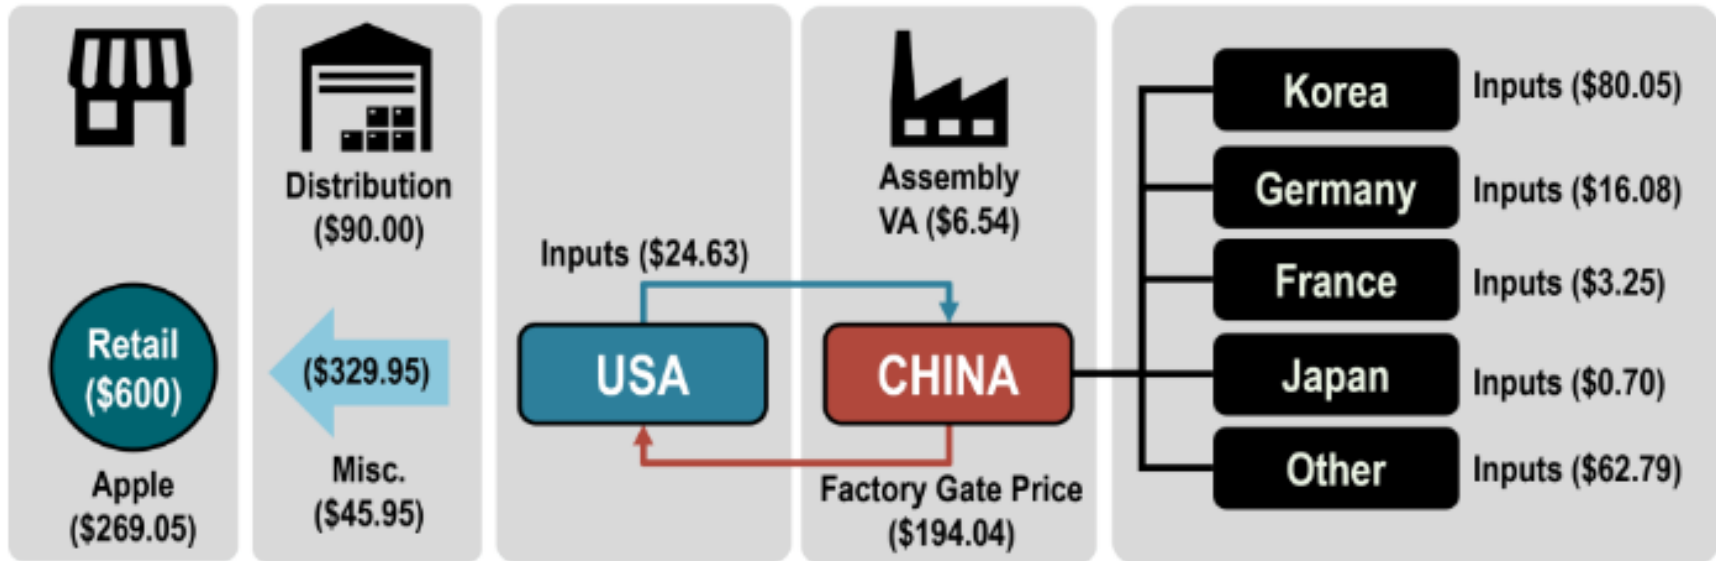 Retail
($600)
Apple
($269.05)
Distribution
($90.00)
($329.95)
Misc.
($45.95)
Inputs ($24.63)
USA
Assembly
VA ($6.54)
CHINA
Factory Gate Price
($194.04)
Korea
Inputs ($80.05)
Germany
Inputs ($16.08)
France
Inputs ($3.25)
Japan
Inputs ($0.70)
Other
Inputs ($62.79)